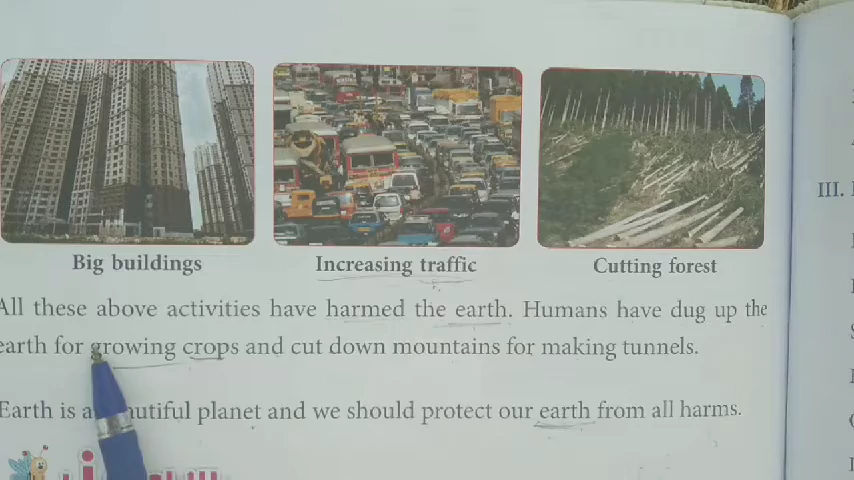 Big buildings
Increasing traffic
Cutting forest
All these above activities have harmed the earth. Humans have dug up the
earth for growing crops and cut down mountains for making tunnels.
Earth is a planet and we should protect our earth from all harms.
III.